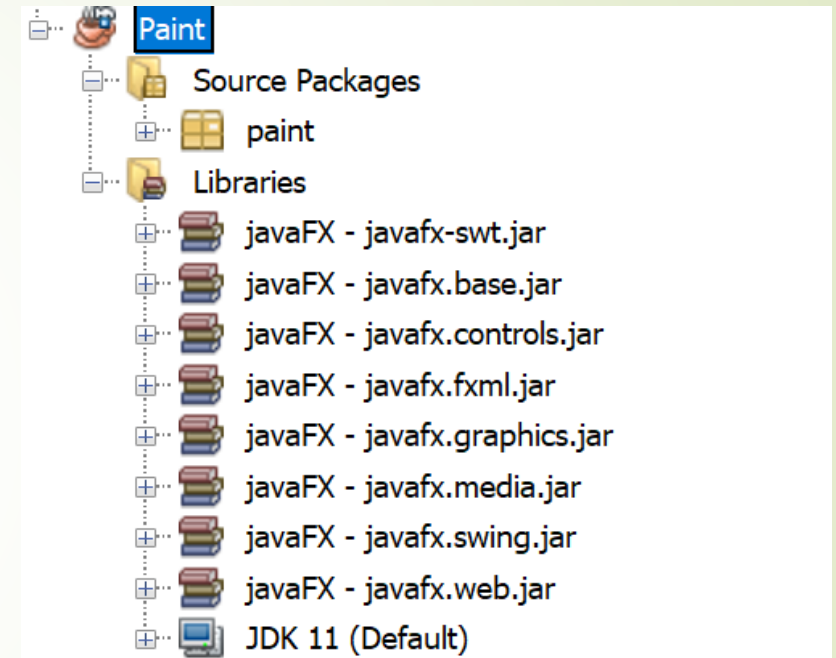 Paint
Source Packages
paint
Libraries
javaFX - javafx-swt.jar
javaFX - javafx.base.jar
javaFX - javafx.controls.jar
javaFX - javafx.fxml.jar
javaFX - javafx.graphics.jar
javaFX - javafx.media.jar
javaFX - javafx.swing.jar
javaFX - javafx.web.jar
JDK 11 (Default)